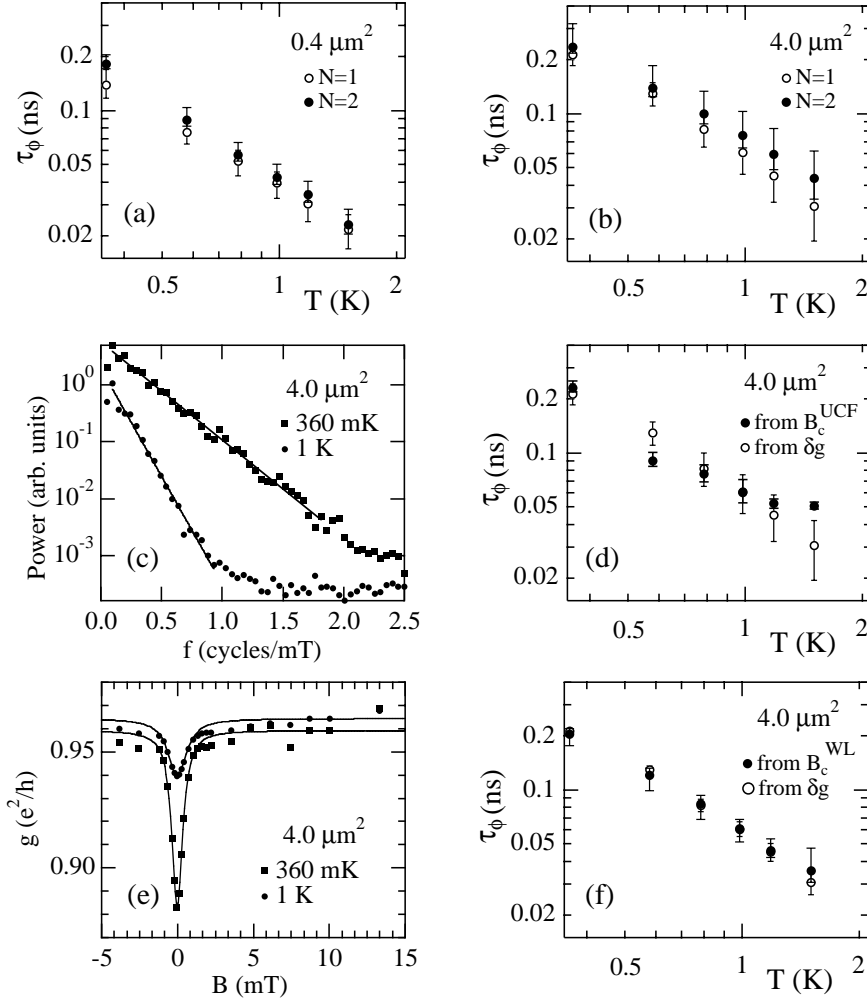 0.2
0.1
0.05
0.02
τϕ (ns)
0.4 μm²
N=1
N=2
(a)
0.5
1
2
T (K)
0.2
0.1
0.05
0.02
τϕ (ns)
4.0 μm²
N=1
N=2
(b)
0.5
1
2
T (K)
10⁰
10⁻¹
10⁻²
10⁻³
Power (arb. units)
4.0 μm²
360 mK
1 K
(c)
0.0
0.5
1.0
1.5
2.0
2.5
f (cycles/mT)
0.2
0.1
0.05
0.02
τϕ (ns)
4.0 μm²
from Bc^UCF
from δg
(d)
0.5
1
2
T (K)
0.95
0.90
g (e²/h)
4.0 μm²
360 mK
1 K
(e)
-5
0
5
10
15
B (mT)
0.2
0.1
0.05
0.02
τϕ (ns)
4.0 μm²
from Bc^WL
from δg
(f)
0.5
1
2
T (K)